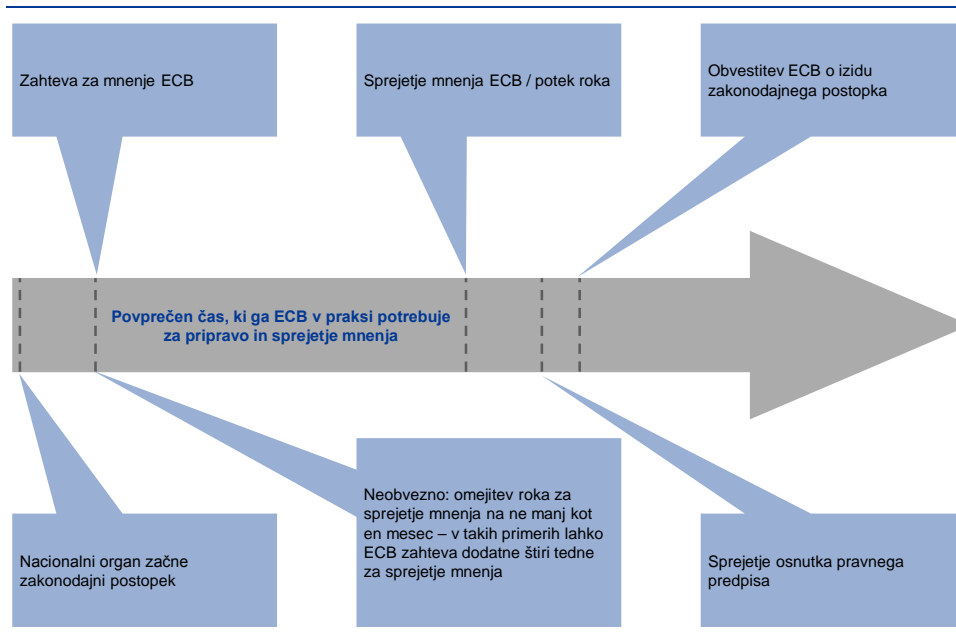 Zahteva za mnenje ECB
Sprejetje mnenja ECB / potek roka
Obvestitev ECB o izidu
zakonodajnega postopka
Povprečen čas, ki ga ECB v praksi potrebuje
za pripravo in sprejetje mnenja
Nacionalni organ začne
zakonodajni postopek
Neobvezno: omejitev roka za
sprejetje mnenja na ne manj kot
en mesec – v takih primerih lahko
ECB zahteva dodatne štiri tedne
za sprejetje mnenja
Sprejetje osnutka pravnega
predpisa